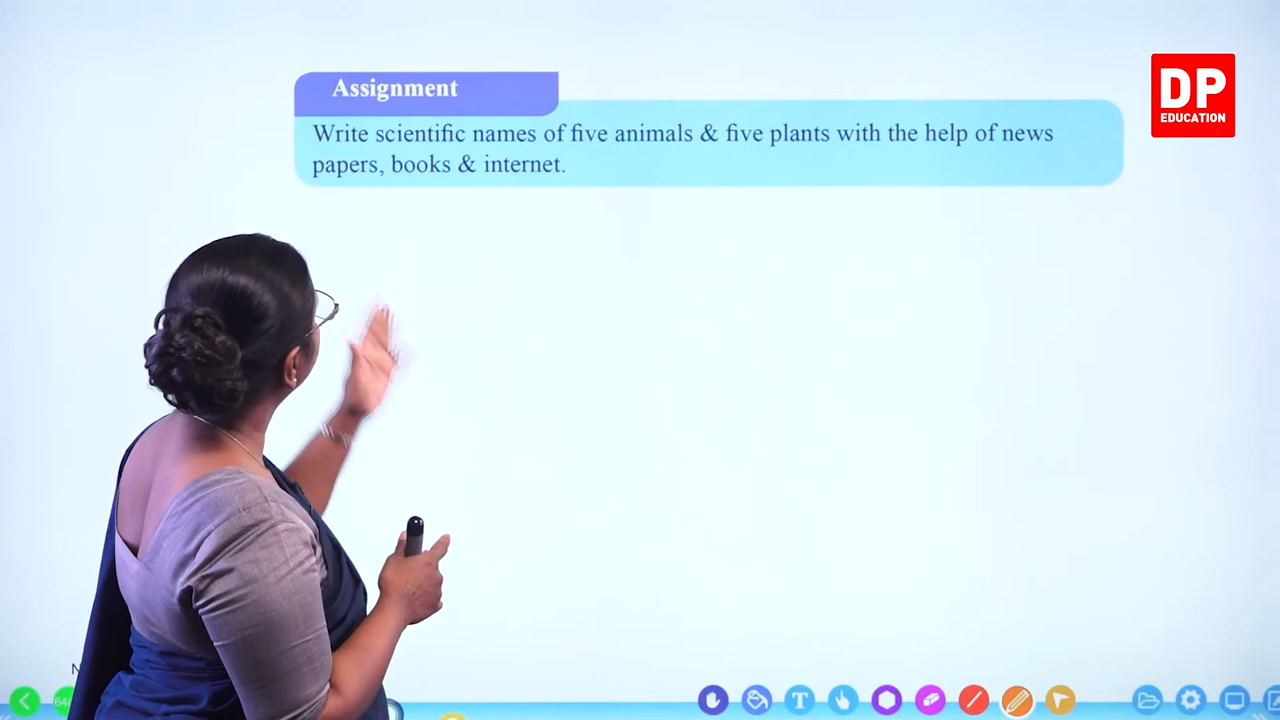 Assignment
Write scientific names of five animals & five plants with the help of news
papers, books & internet.
DP
EDUCATION
T